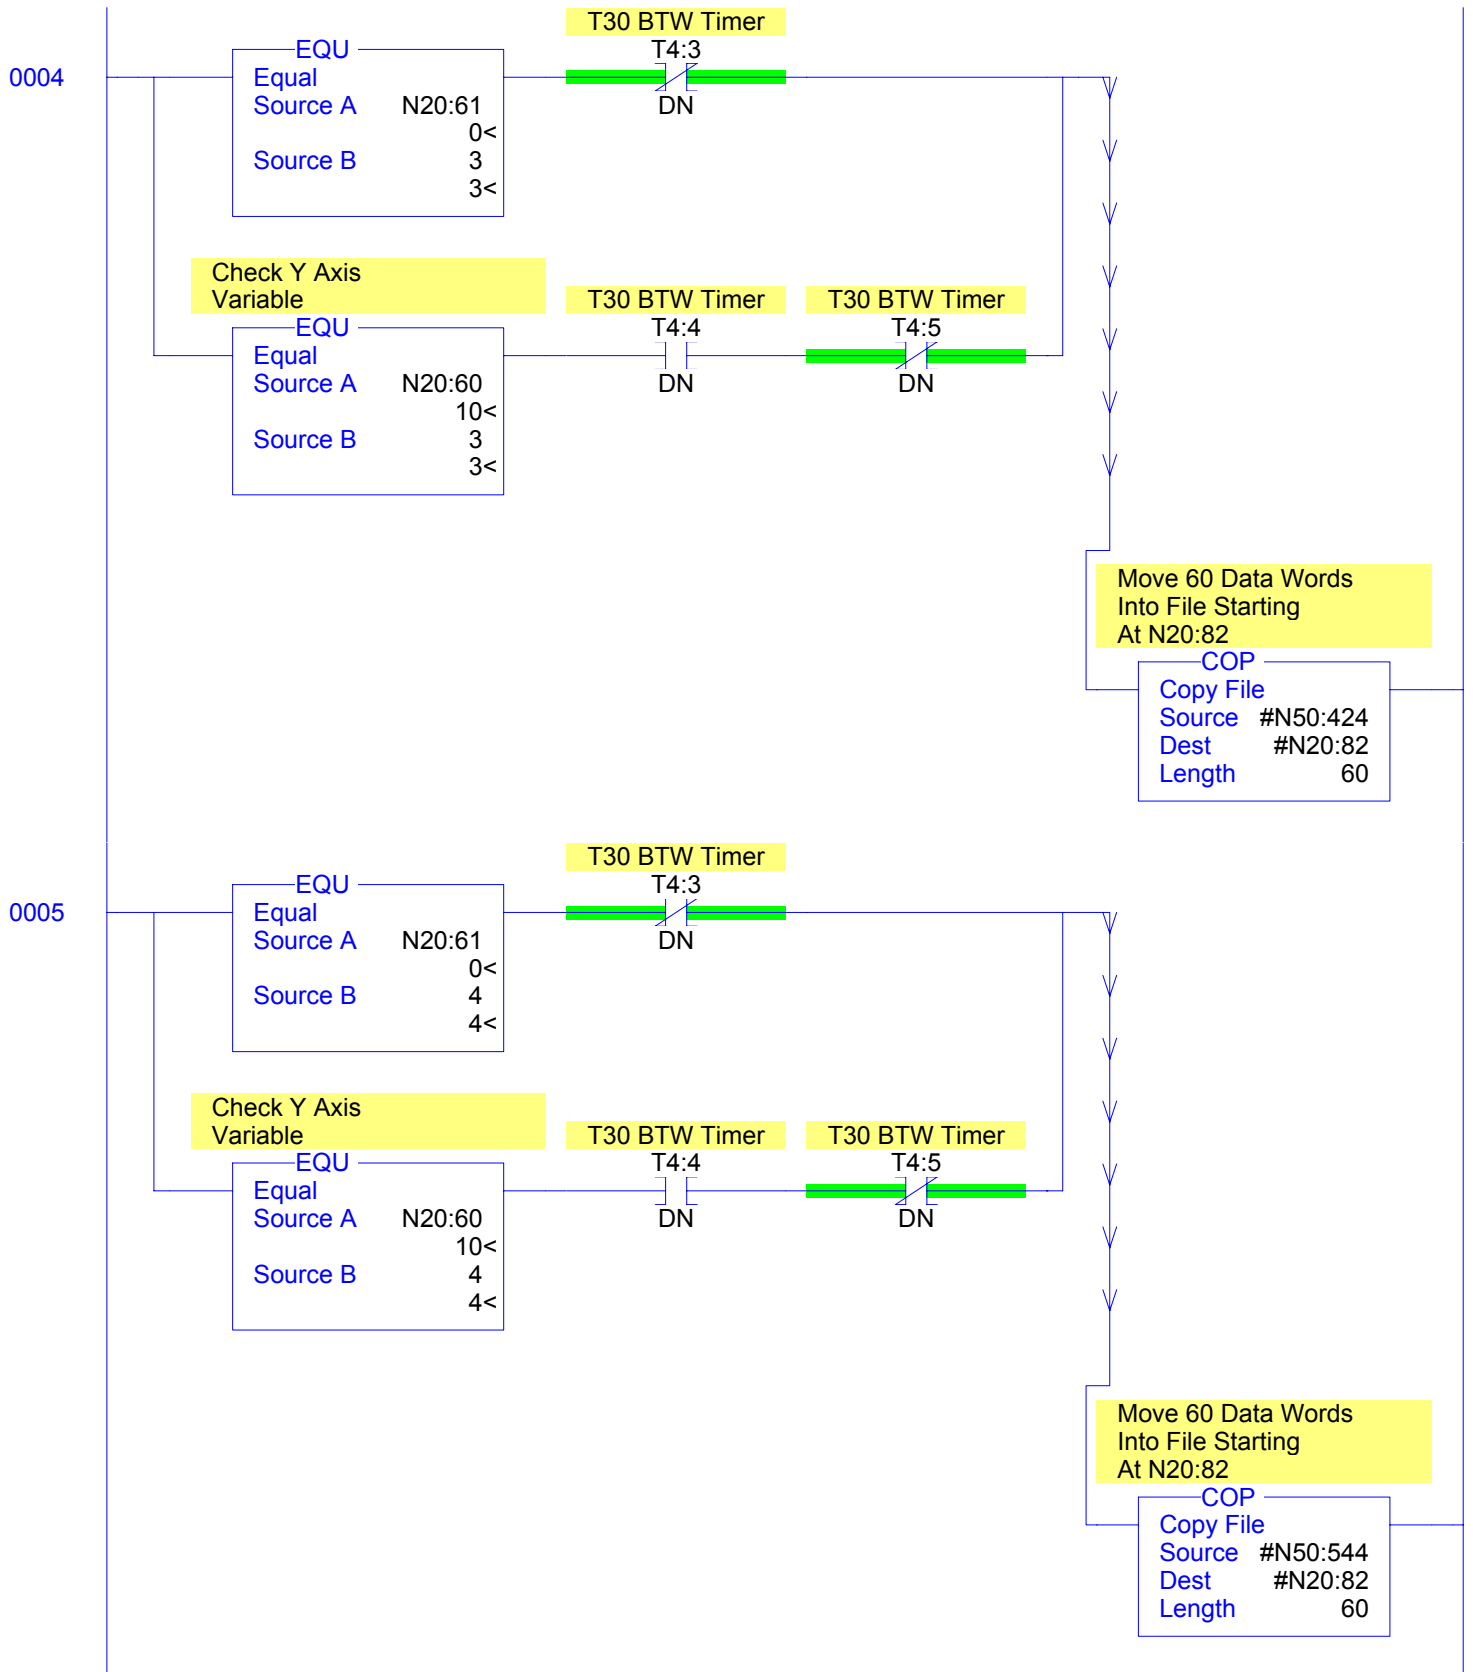 T30 BTW Timer
0004
EQU
T4:3
Equal
DN
Source A N20:61
0<
Source B 3
3<
Check Y Axis
Variable
T30 BTW Timer T30 BTW Timer
EQU
T4:4 T4:5
Equal
DN DN
Source A N20:60
10<
Source B 3
3<
Move 60 Data Words
Into File Starting
At N20:82
COP
Copy File
Source #N50:424
Dest #N20:82
Length 60
T30 BTW Timer
0005
EQU
T4:3
Equal
DN
Source A N20:61
0<
Source B 4
4<
Check Y Axis
Variable
T30 BTW Timer T30 BTW Timer
EQU
T4:4 T4:5
Equal
DN DN
Source A N20:60
10<
Source B 4
4<
Move 60 Data Words
Into File Starting
At N20:82
COP
Copy File
Source #N50:544
Dest #N20:82
Length 60